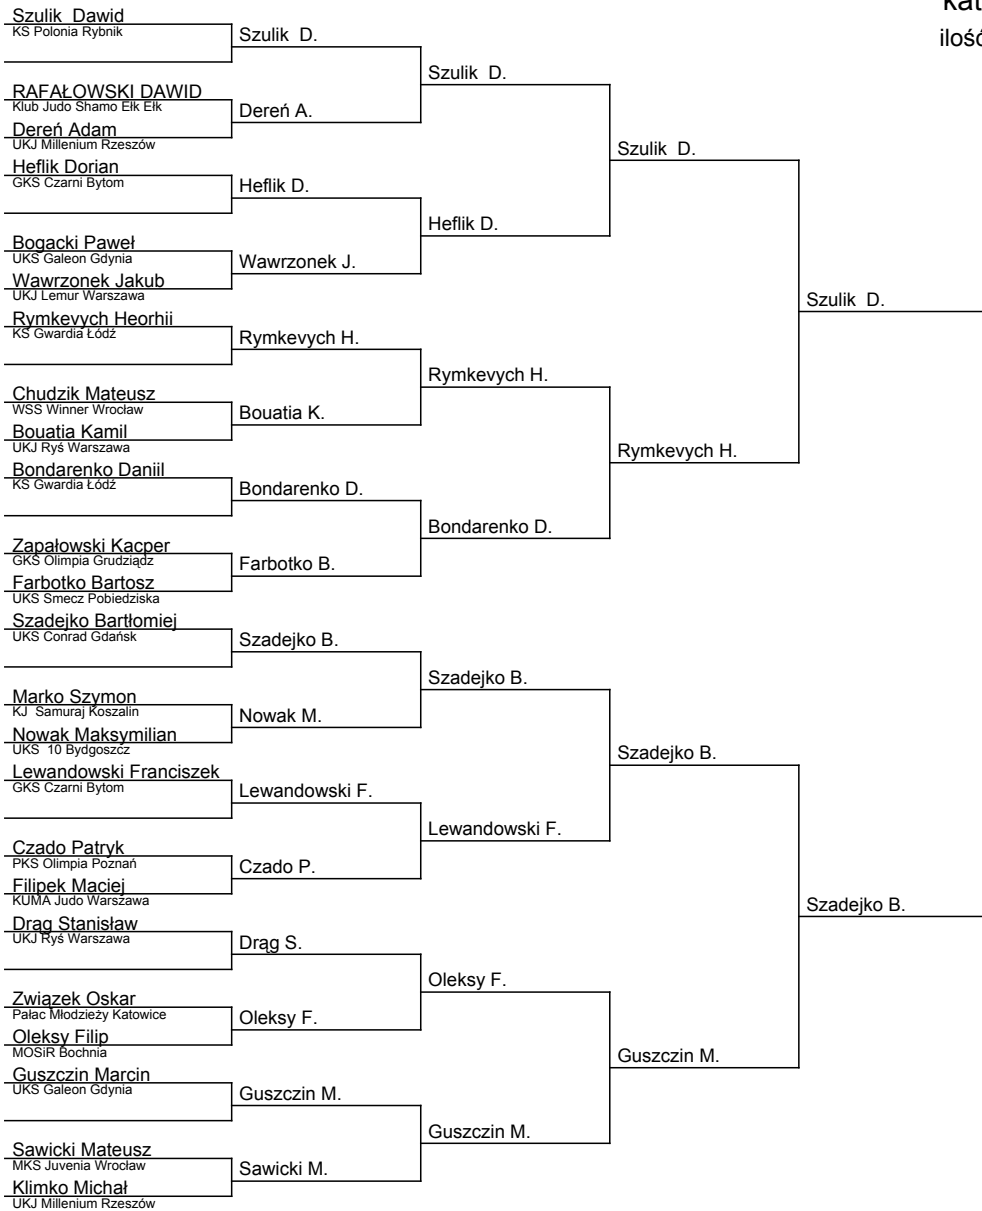 Szulik  Dawid
KS Polonia Rybnik
RAFAŁOWSKI DAWID
Klub Judo Shamo Ełk Ełk
Dereń Adam
UKJ Millenium Rzeszów
Heflik Dorian
GKS Czarni Bytom
Bogacki Paweł
UKS Galeon Gdynia
Wawrzonek Jakub
UKJ Lemur Warszawa
Rymkevych Heorhii
KS Gwardia Łódź
Chudzik Mateusz
WSS Winner Wrocław
Bouatia Kamil
UKJ Ryś Warszawa
Bondarenko Daniil
KS Gwardia Łódź
Zapałowski Kacper
GKS Olimpia Grudziądz
Farbotko Bartosz
UKS Smecz Pobiedziska
Szadejko Bartłomiej
UKS Conrad Gdańsk
Marko Szymon
KJ  Samuraj Koszalin
Nowak Maksymilian
UKS  10 Bydgoszcz
Lewandowski Franciszek
GKS Czarni Bytom
Czado Patryk
PKS Olimpia Poznań
Filipek Maciej
KUMA Judo Warszawa
Drąg Stanisław
UKJ Ryś Warszawa
Związek Oskar
Pałac Młodzieży Katowice
Oleksy Filip
MOSiR Bochnia
Guszczin Marcin
UKS Galeon Gdynia
Sawicki Mateusz
MKS Juvenia Wrocław
Klimko Michał
UKJ Millenium Rzeszów
Szulik  D.
Dereń A.
Heflik D.
Wawrzonek J.
Rymkevych H.
Bouatia K.
Bondarenko D.
Farbotko B.
Szadejko B.
Nowak M.
Lewandowski F.
Czado P.
Drąg S.
Oleksy F.
Guszczin M.
Sawicki M.
Szulik  D.
Heflik D.
Rymkevych H.
Bondarenko D.
Szadejko B.
Lewandowski F.
Oleksy F.
Guszczin M.
Szulik  D.
Rymkevych H.
Szadejko B.
Guszczin M.
Szulik  D.
Szadejko B.
kat
ilość